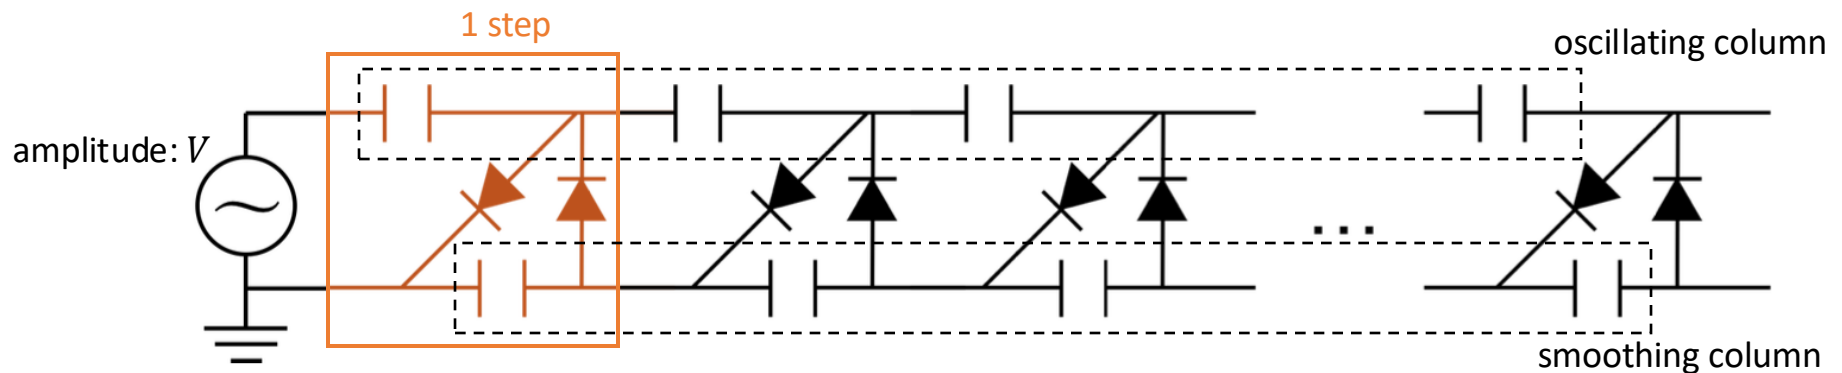 1 step
oscillating column
amplitude: V
...
smoothing column